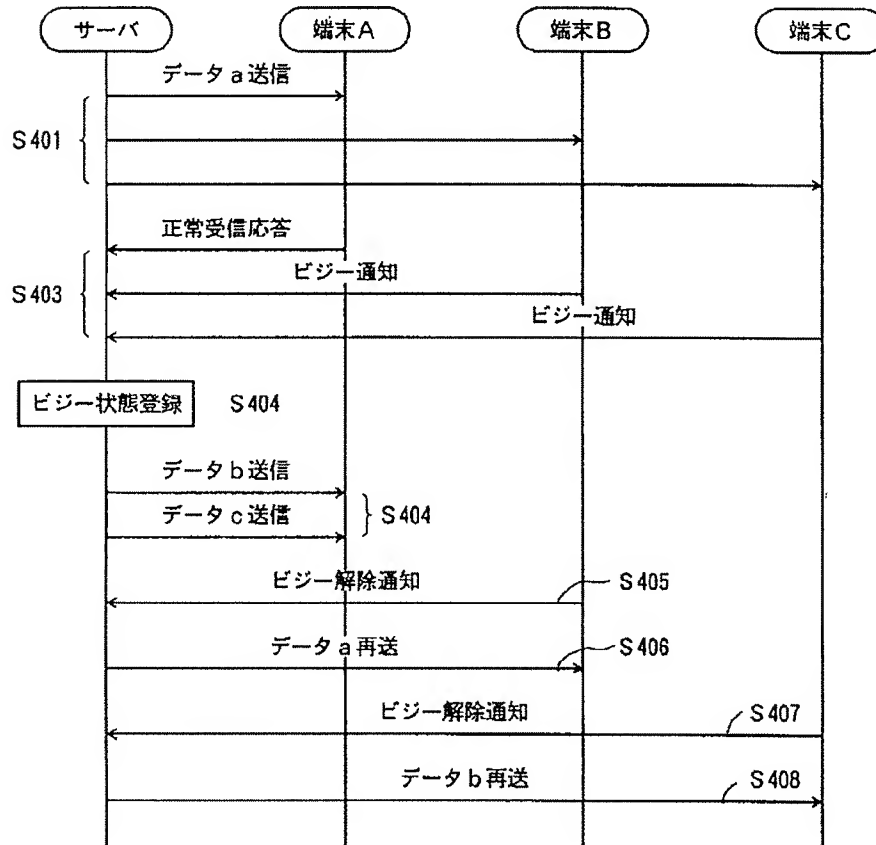 サーバ
端末A
端末B
端末C
データa送信
S401
正常受信応答
ビジー通知
S403
ビジー通知
ビジー状態登録
S404
データb送信
データc送信
S404
ビジー解除通知
S405
データa再送
S406
ビジー解除通知
S407
データb再送
S408